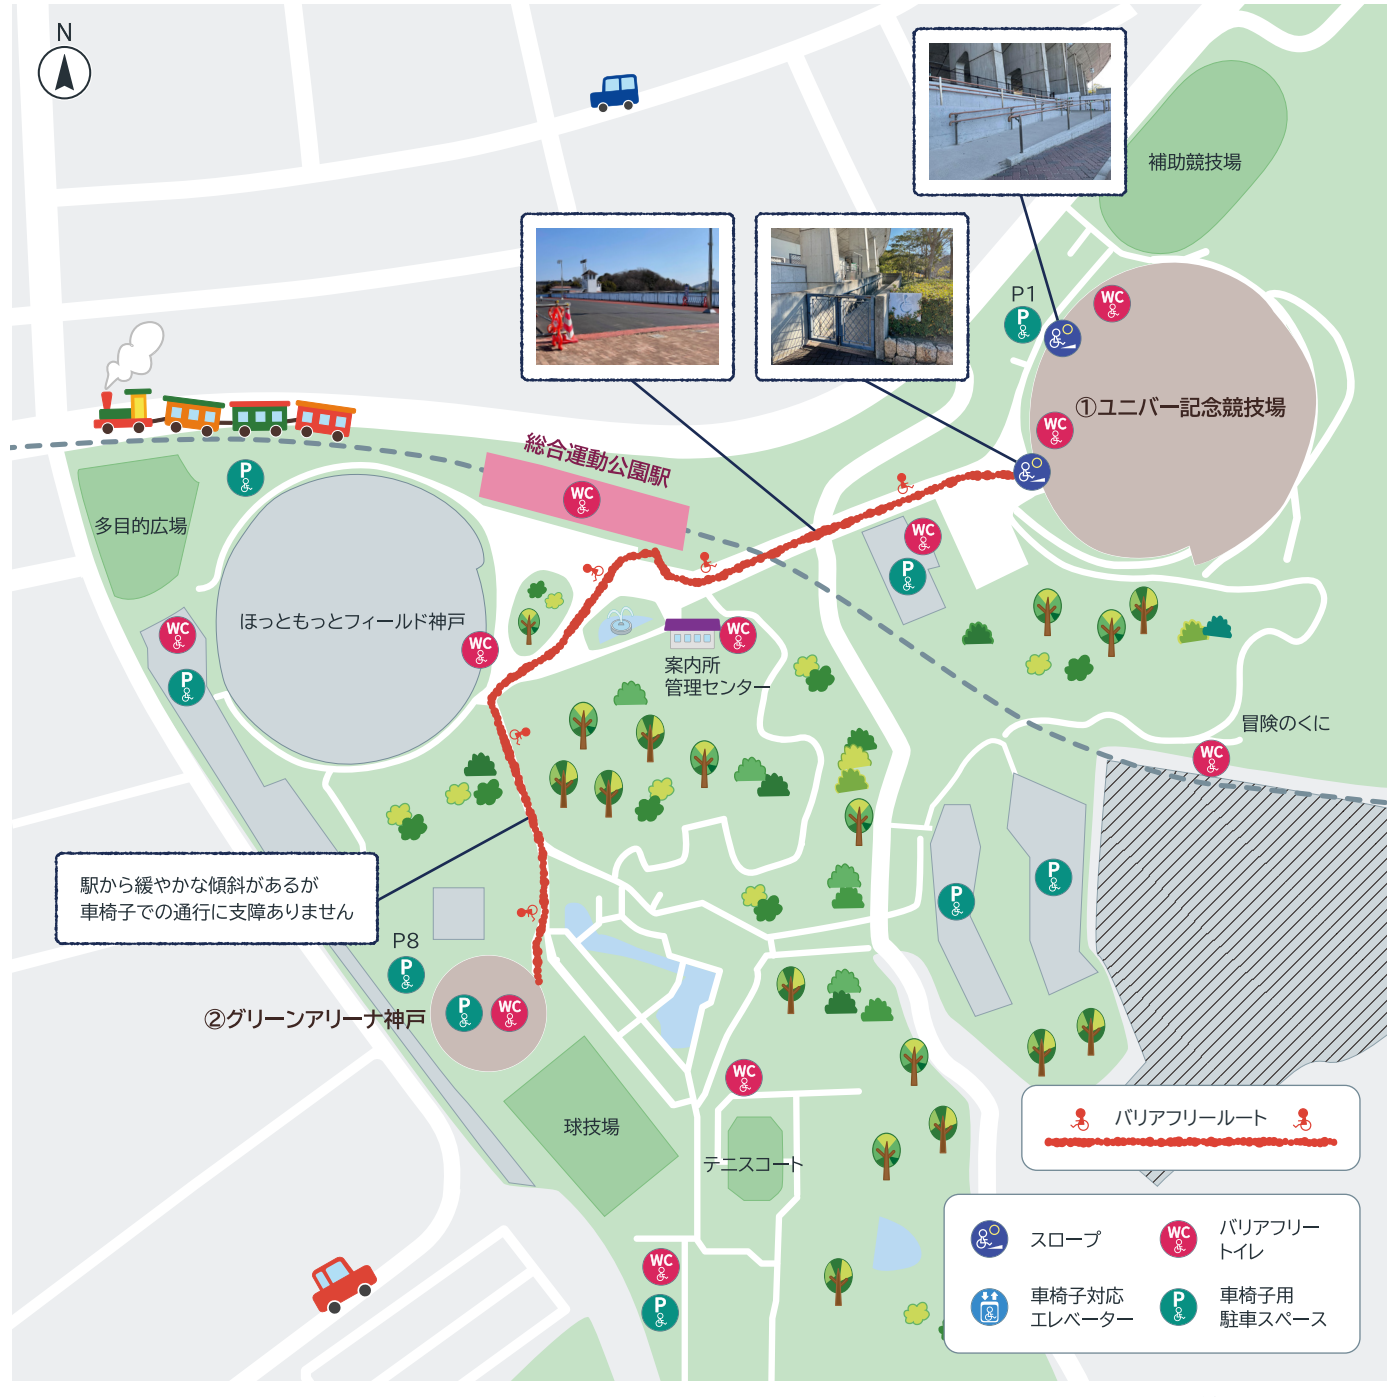 N
補助競技場
P1
P
WC
①ユニバー記念競技場
WC
総合運動公園駅
WC
P
多目的広場
WC
P
ほっともっとフィールド神戸
WC
WC
P
案内所
管理センター
WC
冒険のくに
WC
駅から緩やかな傾斜があるが
車椅子での通行に支障ありません
P
P
P8
P
②グリーンアリーナ神戸
P
WC
WC
球技場
テニスコート
バリアフリールート
WC
P
スロープ
WC
バリアフリー
トイレ
車椅子対応
エレベーター
P
車椅子用
駐車スペース